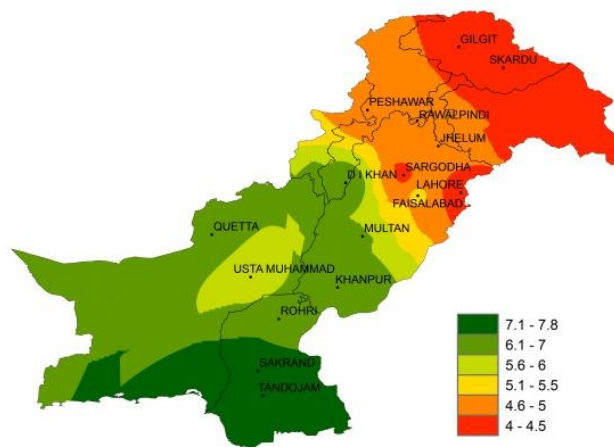 GILGIT
SKARDU
PESHAWAR
RAWALPINDI
JHELUM
SARGODHA
D I KHAN
LAHORE
FAISALABAD
QUETTA
MULTAN
USTA MUHAMMAD
KHANPUR
ROHRI
SAKRAND
TANDOJAM
7.1 - 7.8
6.1 - 7
5.6 - 6
5.1 - 5.5
4.6 - 5
4 - 4.5